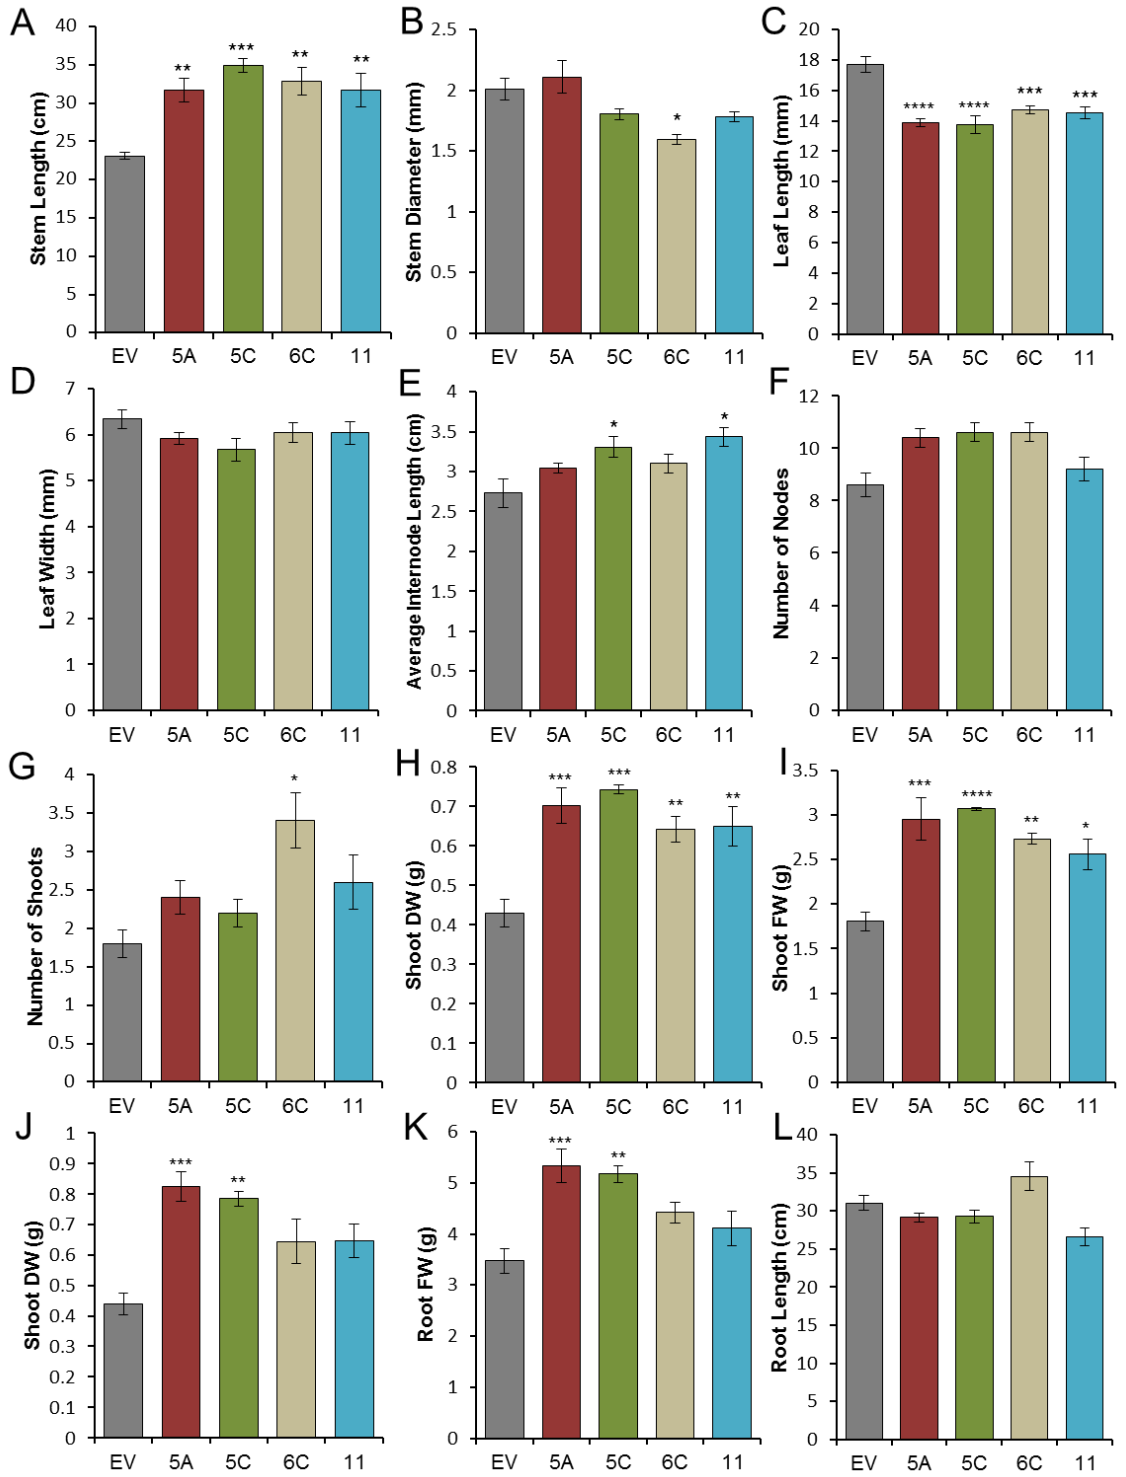 A
Stem Length (cm)
40
35
30
25
20
15
10
5
0
** *** ** **
EV 5A 5C 6C 11
B
Stem Diameter (mm)
2.5
2
1.5
1
0.5
0
*
EV 5A 5C 6C 11
C
Leaf Length (mm)
20
18
16
14
12
10
8
6
4
2
0
**** **** *** ***
EV 5A 5C 6C 11
D
Leaf Width (mm)
7
6
5
4
3
2
1
0
EV 5A 5C 6C 11
E
Average Internode Length (cm)
4
3.5
3
2.5
2
1.5
1
0.5
0
* *
EV 5A 5C 6C 11
F
Number of Nodes
12
10
8
6
4
2
0
EV 5A 5C 6C 11
G
Number of Shoots
4
3.5
3
2.5
2
1.5
1
0.5
0
*
EV 5A 5C 6C 11
H
Shoot DW (g)
0.8
0.7
0.6
0.5
0.4
0.3
0.2
0.1
0
*** *** ** **
EV 5A 5C 6C 11
I
Shoot FW (g)
3.5
3
2.5
2
1.5
1
0.5
0
*** **** ** *
EV 5A 5C 6C 11
J
Shoot DW (g)
1
0.9
0.8
0.7
0.6
0.5
0.4
0.3
0.2
0.1
0
*** **
EV 5A 5C 6C 11
K
Root FW (g)
6
5
4
3
2
1
0
*** **
EV 5A 5C 6C 11
L
Root Length (cm)
40
35
30
25
20
15
10
5
0
EV 5A 5C 6C 11